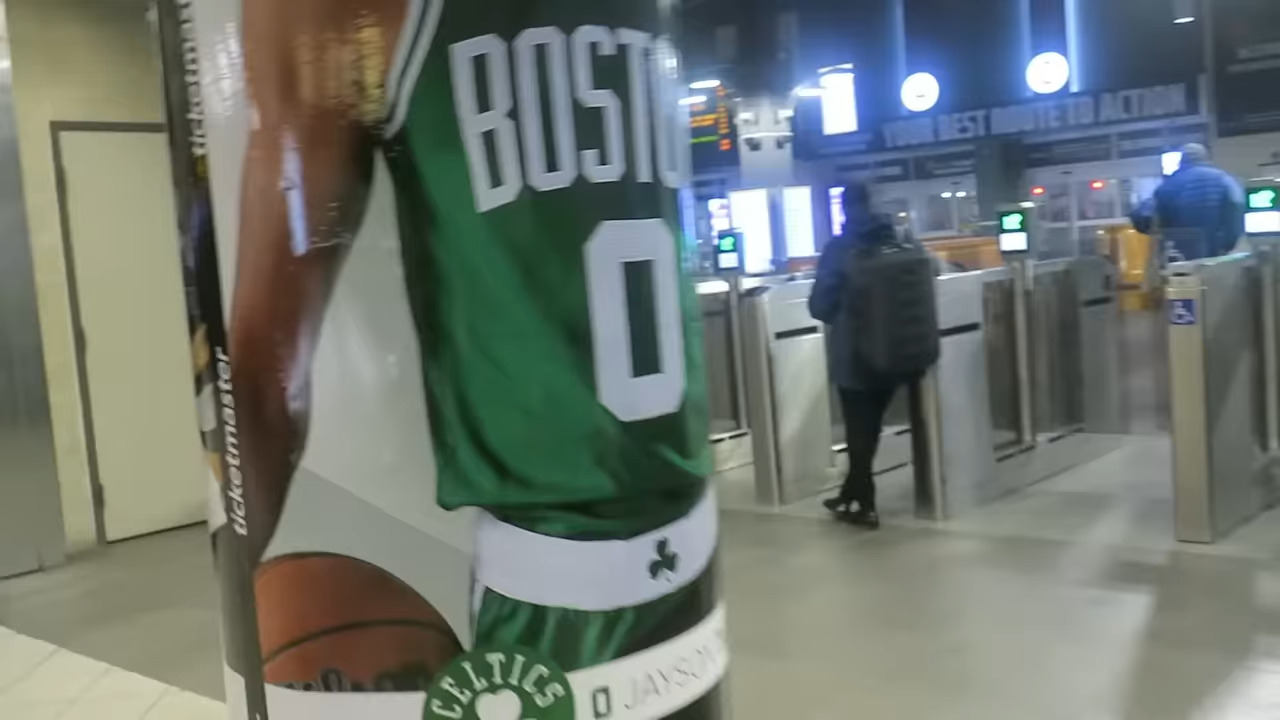 ticketmaster
ticketmaster
BOSTO
0
YOUR BEST ROUTE TO ACTION
CELTICS
0 JAYSON